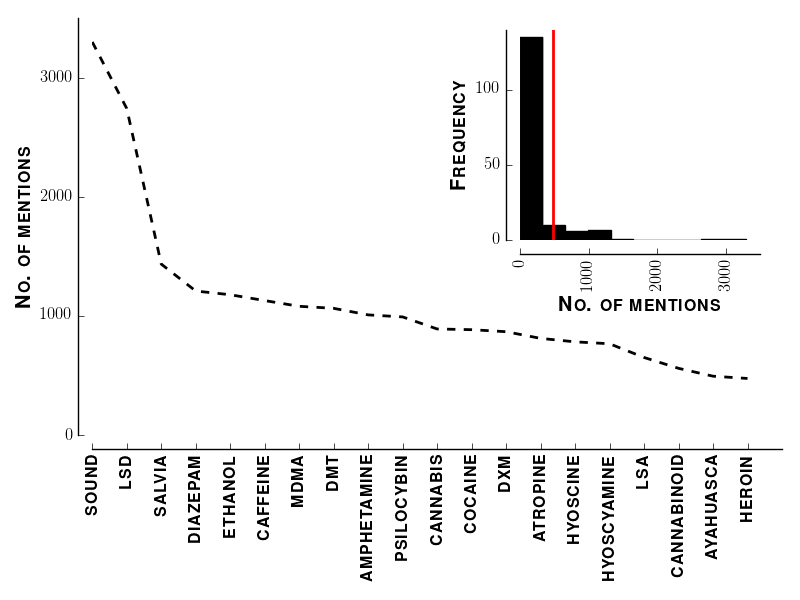 No. of mentions
3000
2000
1000
0
SOUND
LSD
SALVIA
DIAZEPAM
ETHANOL
CAFFEINE
MDMA
DMT
AMPHETAMINE
PSILOCYBIN
CANNABIS
COCAINE
DXM
ATROPINE
HYOSCINE
HYOSCYAMINE
LSA
CANNABINOID
AYAHUASCA
HEROIN
Frequency
100
50
0
0
1000
2000
3000
No. of mentions